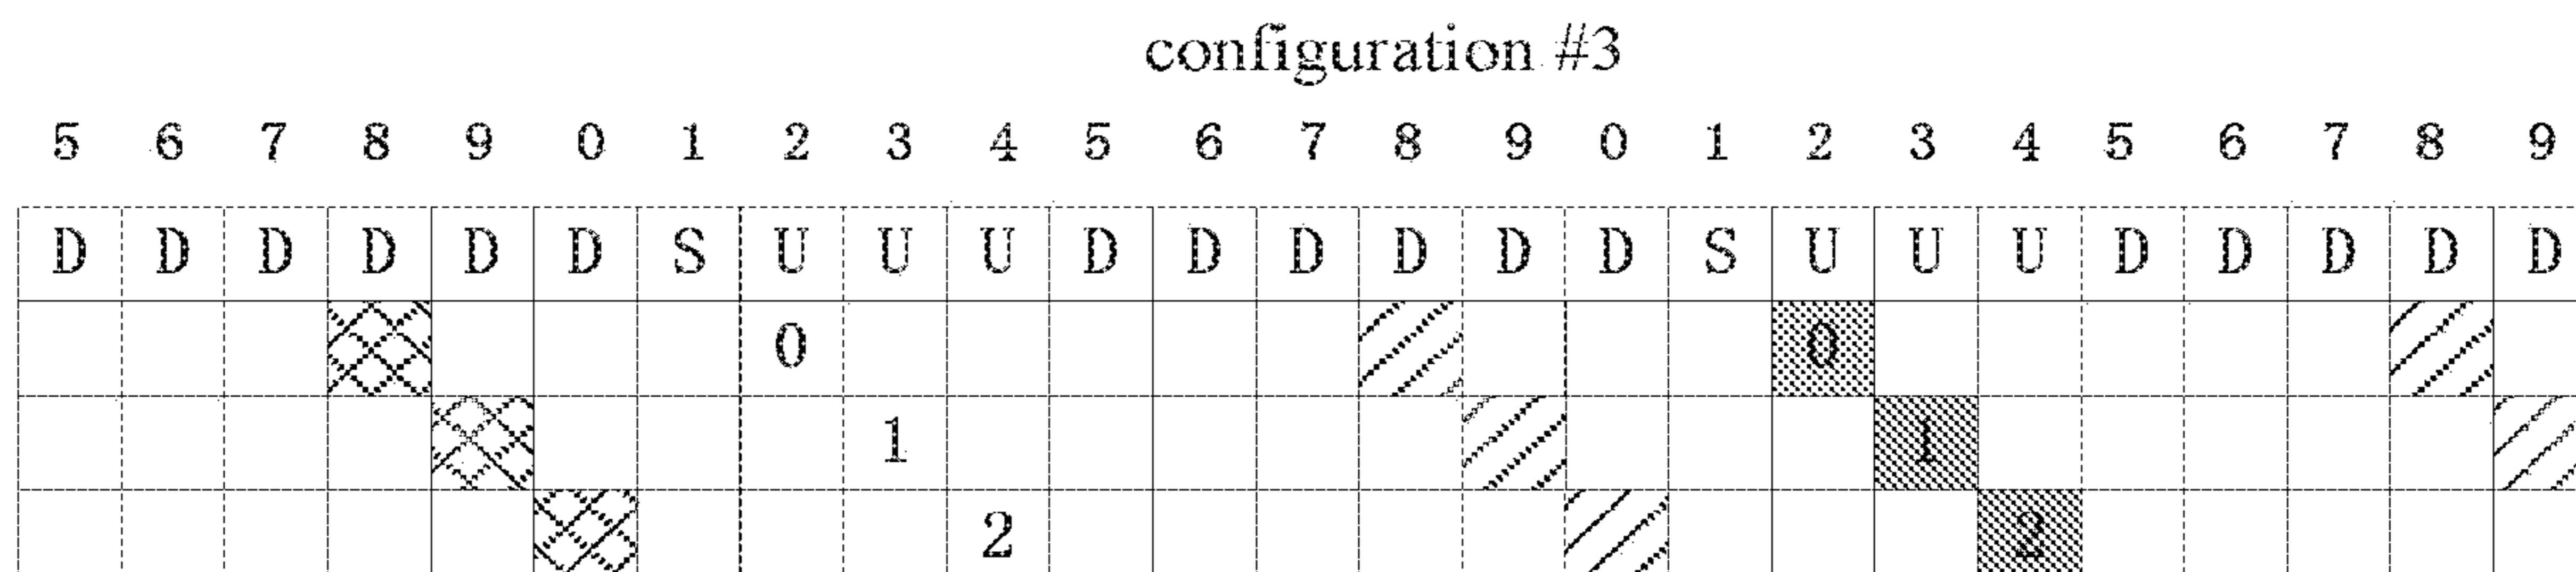 configuration #3
5 6 7 8 9 0 1 2 3 4 5 6 7 8 9 0 1 2 3 4 5 6 7 8 9
D D D D D D S U U U D D D D D D S U U U D D D D D
0 0
1 1
2 2